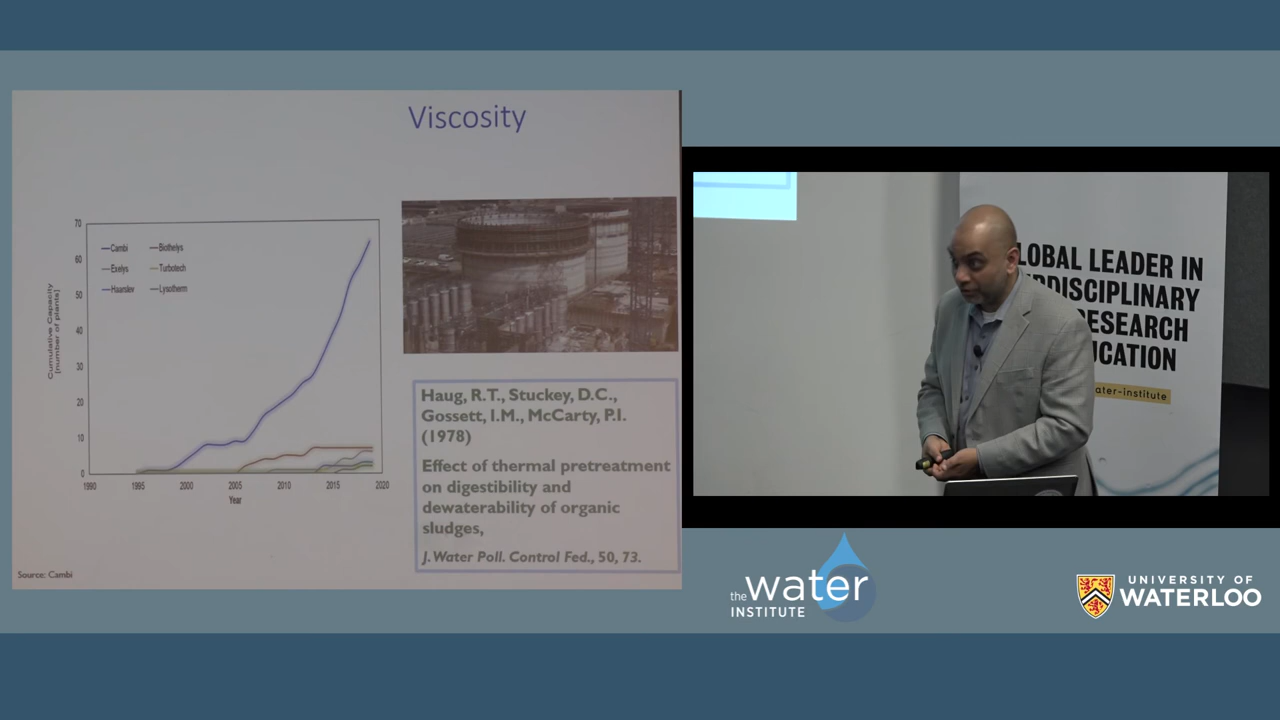 Viscosity
Cumulative Capacity
[number of plants]
70
60
50
40
30
20
10
0
Cambi
Biothelys
Exelys
Turbotech
Haarslev
Lysotherm
1990
1995
2000
2005
2010
2015
2020
Year
Haug, R.T., Stuckey, D.C.,
Gossett, I.M., McCarty, P.I.
(1978)
Effect of thermal pretreatment
on digestibility and
dewaterability of organic
sludges,
J. Water Poll. Control Fed., 50, 73.
Source: Cambi
LOBAL LEADER IN
RDISCIPLINARY
ESEARCH
UCATION
ater-institute
the water
INSTITUTE
UNIVERSITY OF
WATERLOO